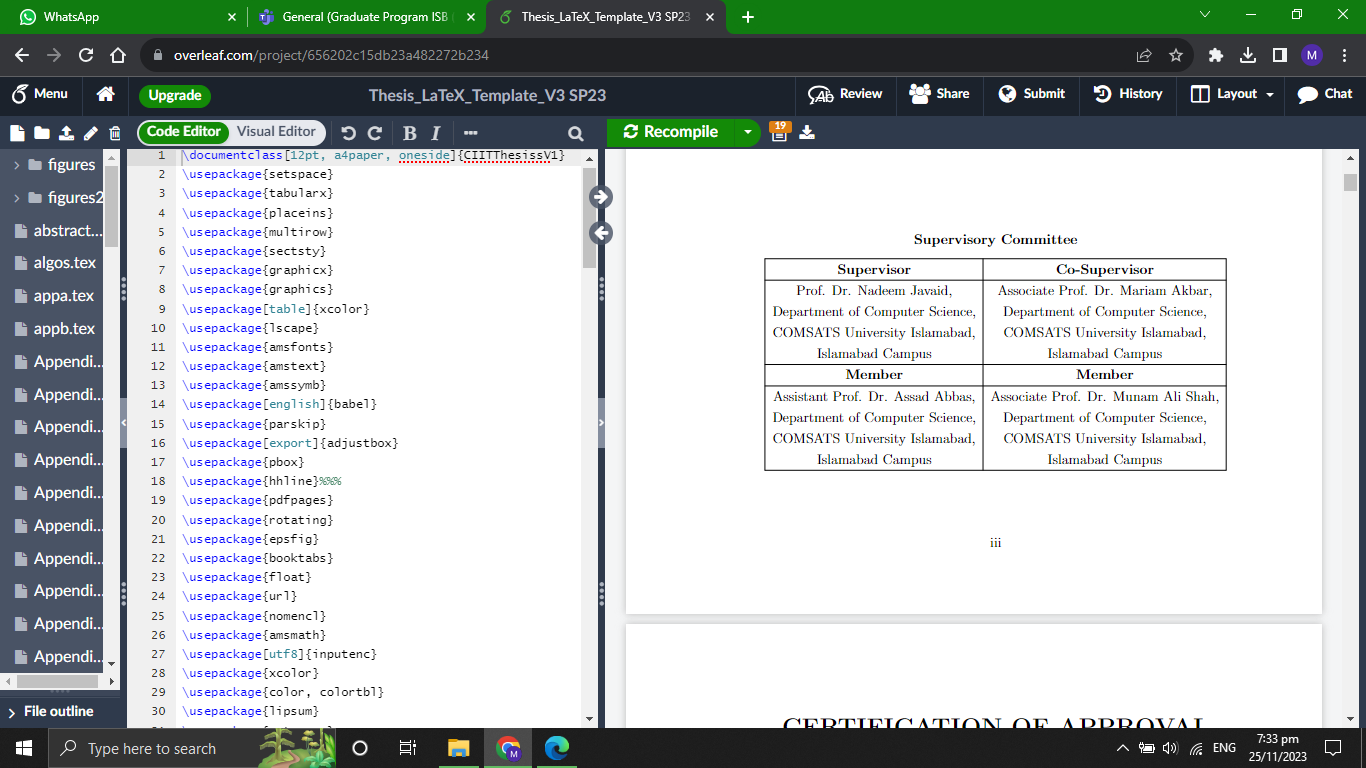 WhatsApp
General (Graduate Program ISB
Thesis_LaTeX_Template_V3 SP23
overleaf.com/project/656202c15db23a482272b234
M
Menu
Upgrade
Thesis_LaTeX_Template_V3 SP23
Review
Share
Submit
History
Layout
Chat
Code Editor
Visual Editor
B I
Recompile
19
figures
figures2
abstract...
algos.tex
appa.tex
appb.tex
Appendi...
Appendi...
Appendi...
Appendi...
Appendi...
Appendi...
Appendi...
Appendi...
Appendi...
Appendi...
File outline
1 \documentclass[12pt, a4paper, oneside]{CIITThesissV1}
2 \usepackage{setspace}
3 \usepackage{tabularx}
4 \usepackage{placeins}
5 \usepackage{multirow}
6 \usepackage{sectsty}
7 \usepackage{graphicx}
8 \usepackage{graphics}
9 \usepackage[table]{xcolor}
10 \usepackage{lscape}
11 \usepackage{amsfonts}
12 \usepackage{amstext}
13 \usepackage{amssymb}
14 \usepackage[english]{babel}
15 \usepackage{parskip}
16 \usepackage[export]{adjustbox}
17 \usepackage{pbox}
18 \usepackage{hhline}%%%
19 \usepackage{pdfpages}
20 \usepackage{rotating}
21 \usepackage{epsfig}
22 \usepackage{booktabs}
23 \usepackage{float}
24 \usepackage{url}
25 \usepackage{nomencl}
26 \usepackage{amsmath}
27 \usepackage[utf8]{inputenc}
28 \usepackage{xcolor}
29 \usepackage{color, colortbl}
30 \usepackage{lipsum}
Supervisory Committee
Supervisor
Co-Supervisor
Prof. Dr. Nadeem Javaid,
Department of Computer Science,
COMSATS University Islamabad,
Islamabad Campus
Associate Prof. Dr. Mariam Akbar,
Department of Computer Science,
COMSATS University Islamabad,
Islamabad Campus
Member
Member
Assistant Prof. Dr. Assad Abbas,
Department of Computer Science,
COMSATS University Islamabad,
Islamabad Campus
Associate Prof. Dr. Munam Ali Shah,
Department of Computer Science,
COMSATS University Islamabad,
Islamabad Campus
iii
CERTIFICATION OF APPROVAL
Type here to search
M
ENG
7:33 pm
25/11/2023